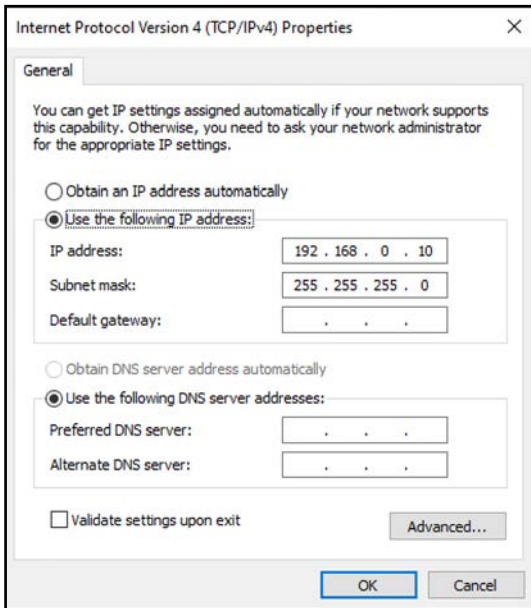 Internet Protocol Version 4 (TCP/IPv4) Properties
General
You can get IP settings assigned automatically if your network supports
this capability. Otherwise, you need to ask your network administrator
for the appropriate IP settings.
Obtain an IP address automatically
Use the following IP address:
IP address: 192 . 168 . 0 . 10
Subnet mask: 255 . 255 . 255 . 0
Default gateway: . . .
Obtain DNS server address automatically
Use the following DNS server addresses:
Preferred DNS server: . . .
Alternate DNS server: . . .
Validate settings upon exit
Advanced...
OK Cancel